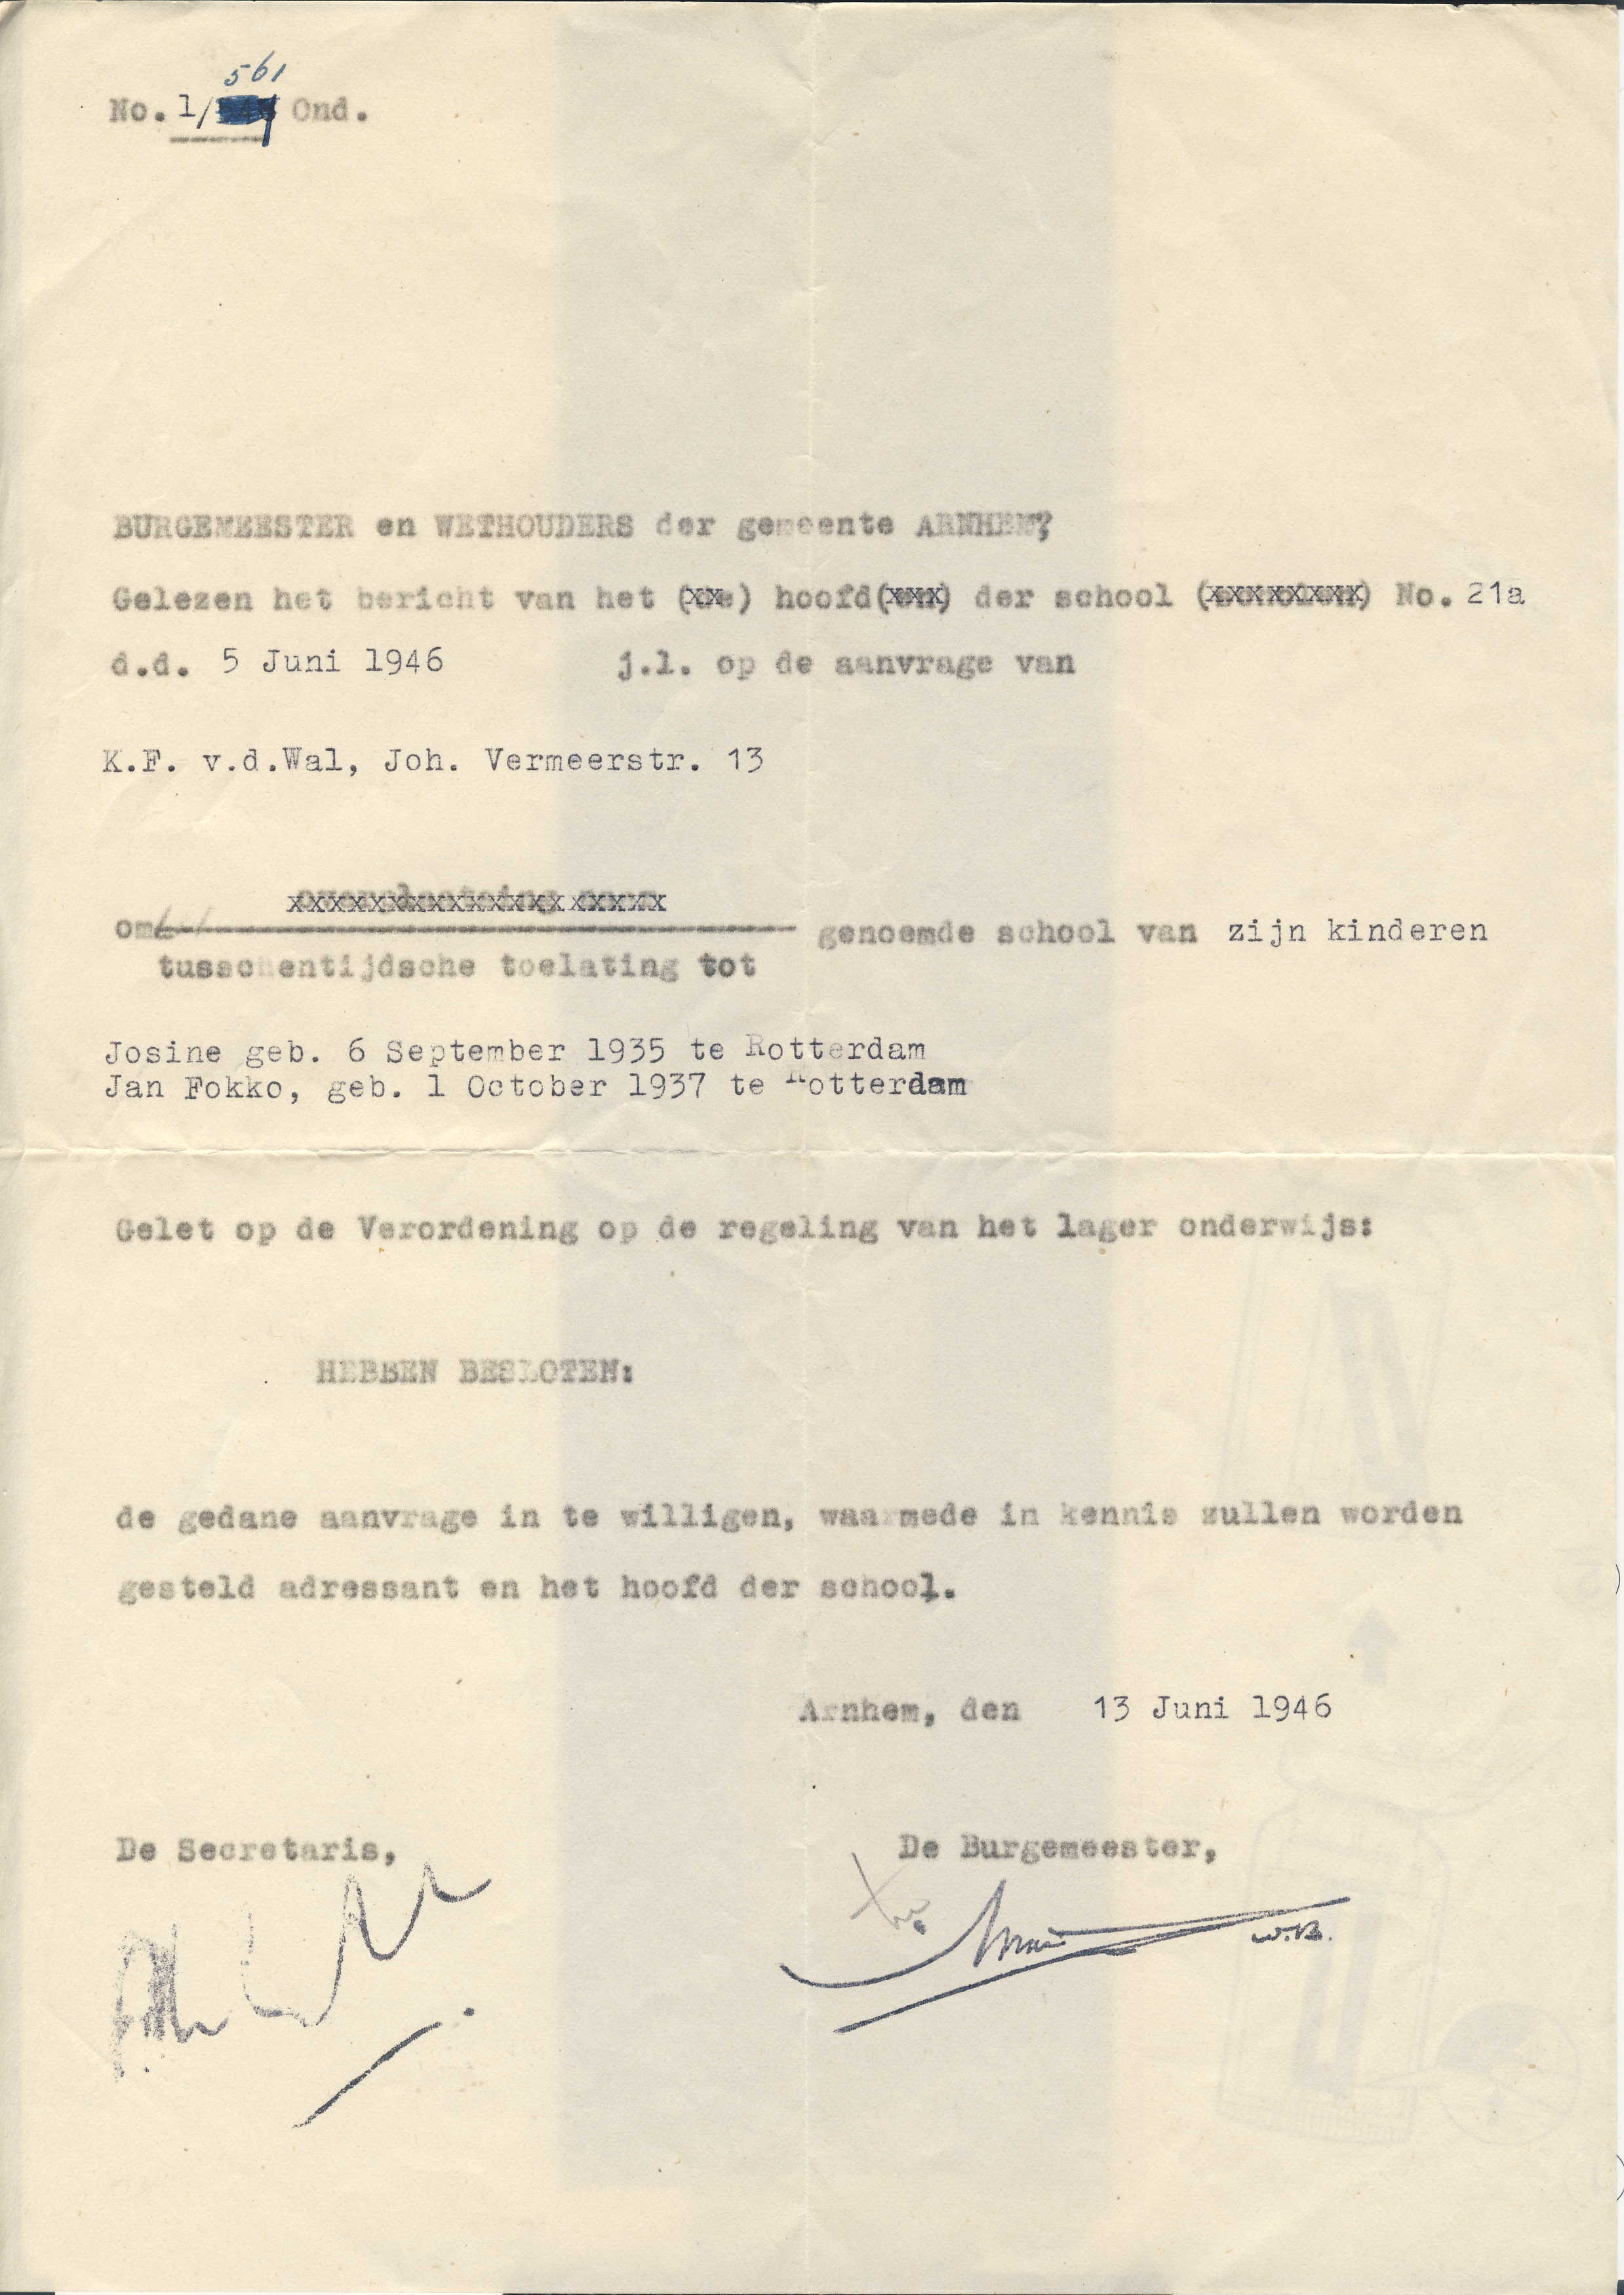 561
No. 1/ Ond.
BURGEMEESTER en WETHOUDERS der gemeente ARNHEM?
Gelezen het bericht van het (xxe) hoofd(xxx) der school (xxxxxxxx) No. 21a
d.d. 5 Juni 1946 j.l. op de aanvrage van
K.F. v.d.Wal, Joh. Vermeerstr. 13
om genoemde school van zijn kinderen
tusschentijdsche toelating tot
Josine geb. 6 September 1935 te Rotterdam
Jan Fokko, geb. 1 October 1937 te Rotterdam
Gelet op de Verordening op de regeling van het lager onderwijs:
HEBBEN BESLOTEN:
de gedane aanvrage in te willigen, waarmede in kennis zullen worden
gesteld adressant en het hoofd der school.
Arnhem, den 13 Juni 1946
De Secretaris, De Burgemeester,
w.B.